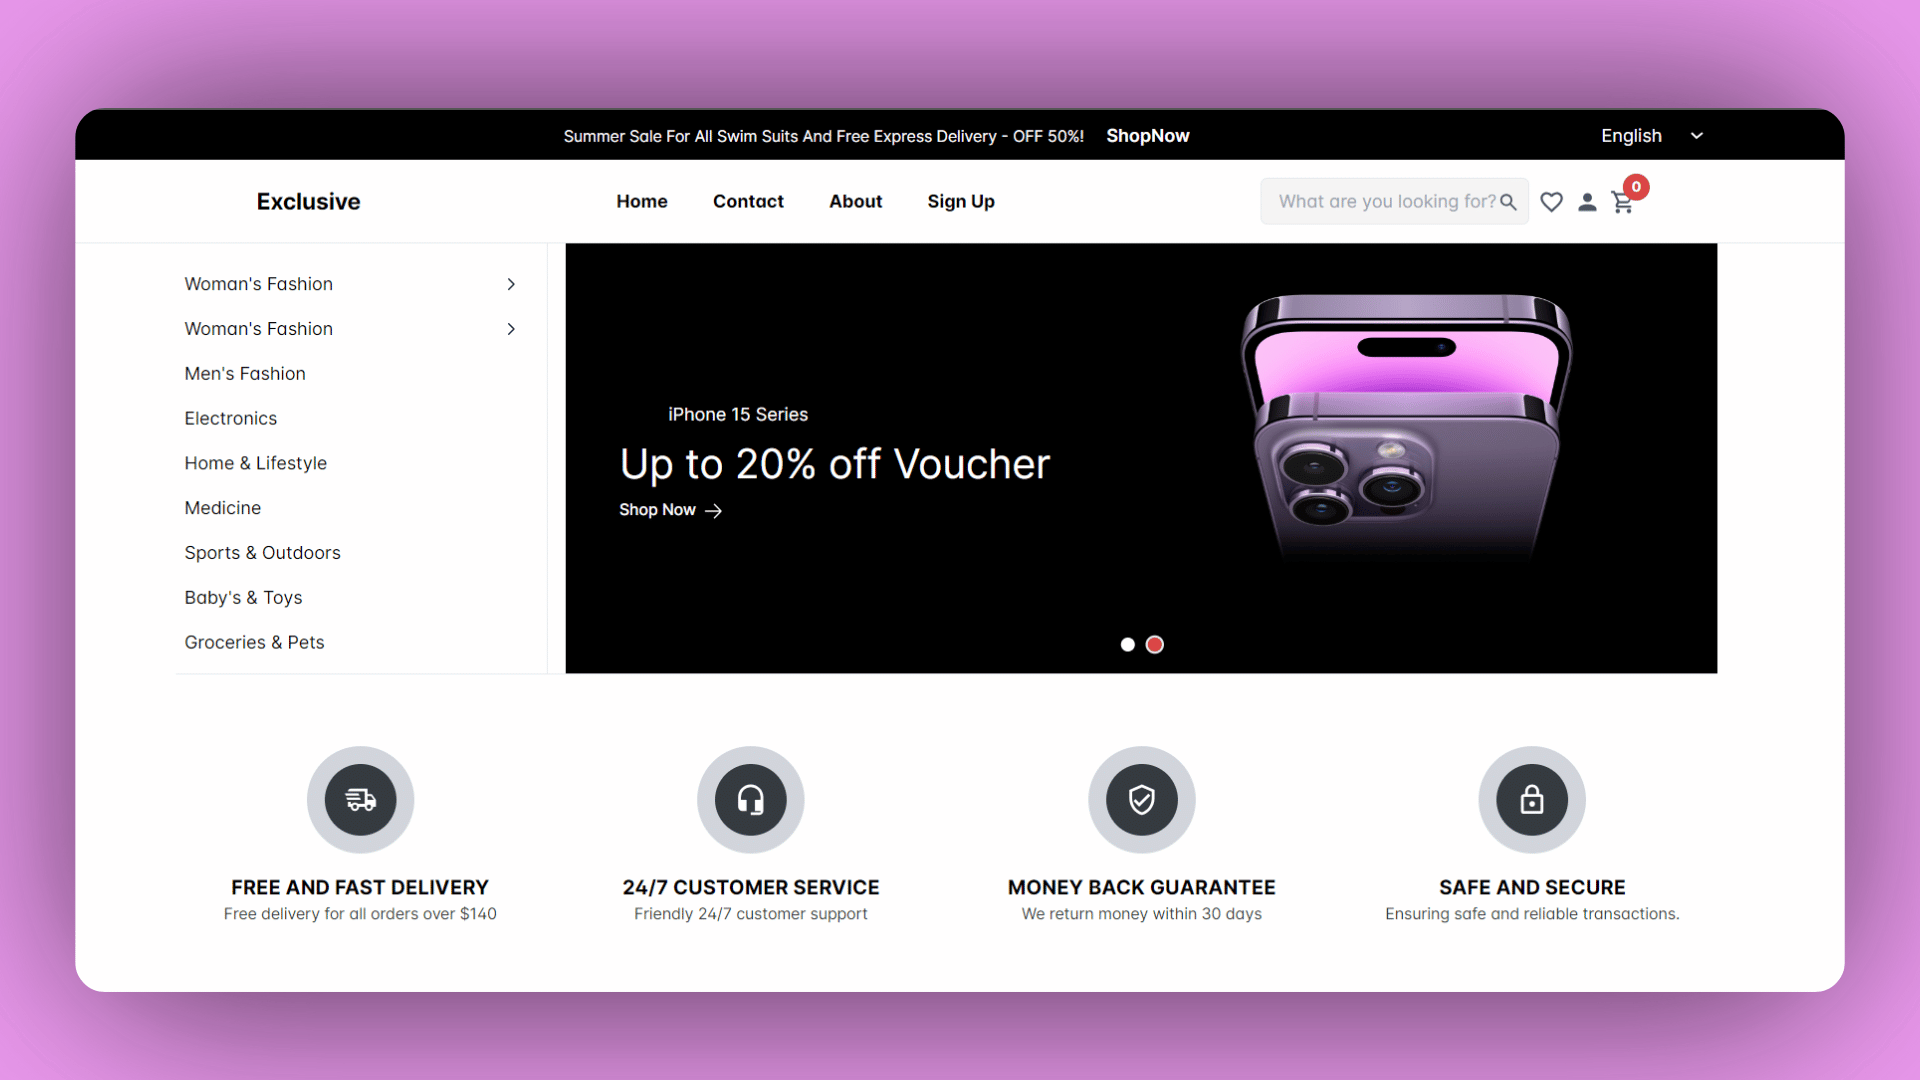 Summer Sale For All Swim Suits And Free Express Delivery - OFF 50%! ShopNow English
Exclusive Home Contact About Sign Up What are you looking for? 0
Woman's Fashion
Woman's Fashion
Men's Fashion
Electronics
Home & Lifestyle
Medicine
Sports & Outdoors
Baby's & Toys
Groceries & Pets
iPhone 15 Series
Up to 20% off Voucher
Shop Now
FREE AND FAST DELIVERY
Free delivery for all orders over $140
24/7 CUSTOMER SERVICE
Friendly 24/7 customer support
MONEY BACK GUARANTEE
We return money within 30 days
SAFE AND SECURE
Ensuring safe and reliable transactions.